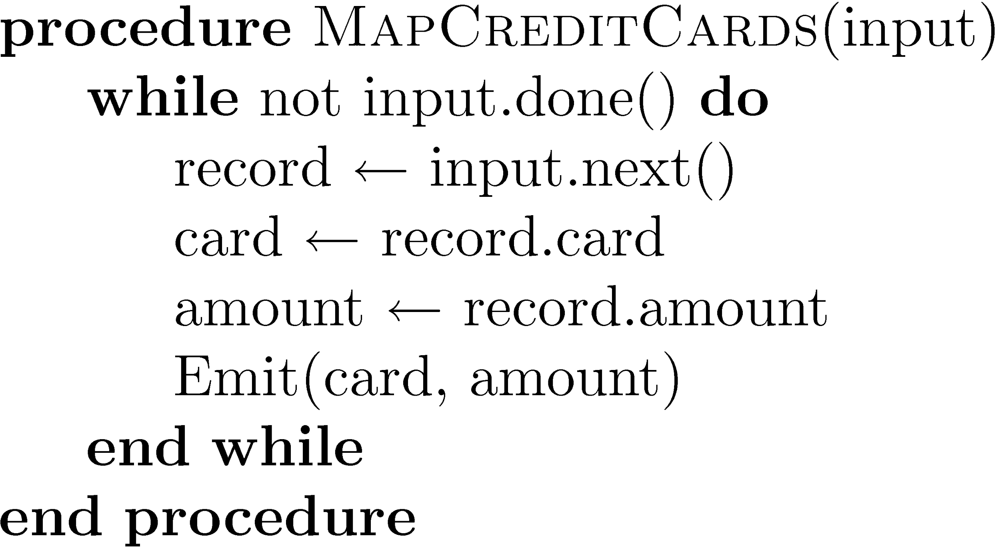 procedure MapCreditCards(input)
while not input.done() do
record ← input.next()
card ← record.card
amount ← record.amount
Emit(card, amount)
end while
end procedure